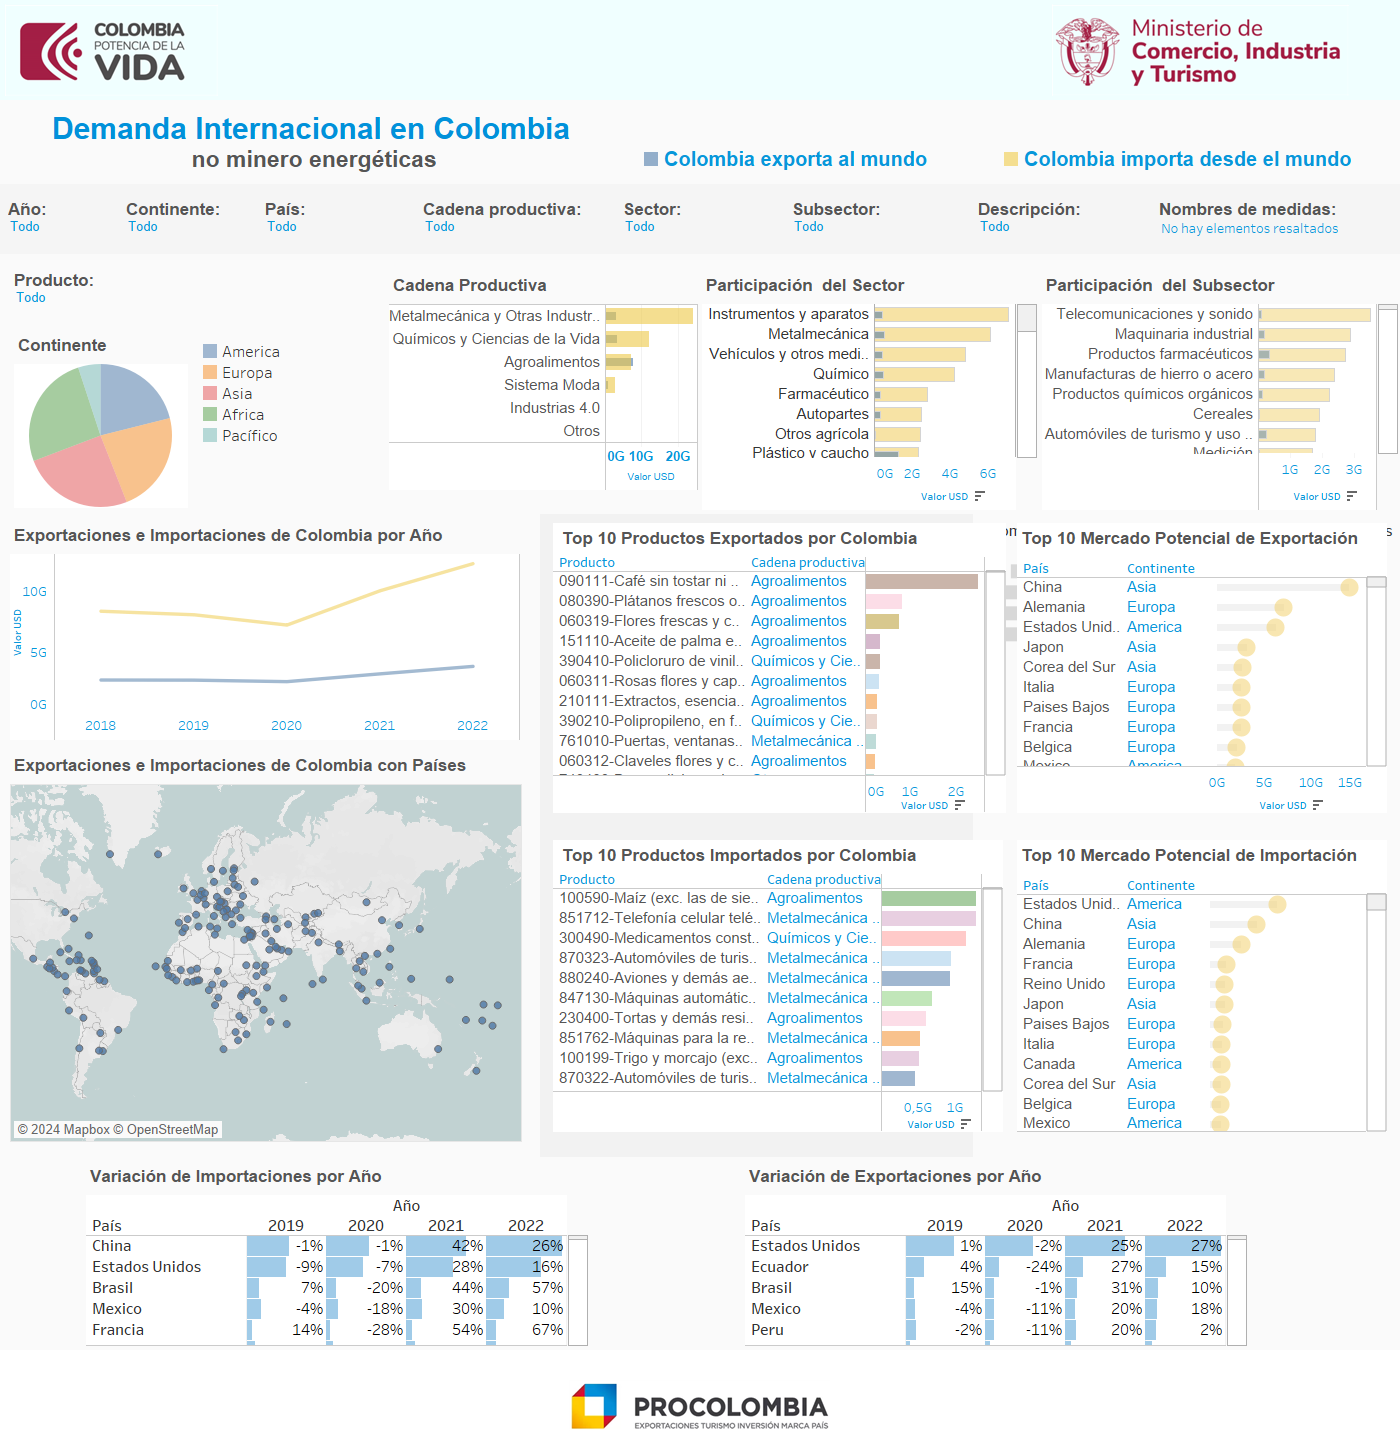 COLOMBIA
POTENCIA DE LA
VIDA
Ministerio de
Comercio, Industria
y Turismo
Demanda Internacional en Colombia
no minero energéticas
Colombia exporta al mundo
Colombia importa desde el mundo
Año:
Todo
Continente:
Todo
País:
Todo
Cadena productiva:
Todo
Sector:
Todo
Subsector:
Todo
Descripción:
Todo
Nombres de medidas:
No hay elementos resaltados
Producto:
Todo
Continente
America
Europa
Asia
Africa
Pacífico
Cadena Productiva
Metalmecánica y Otras Industr..
Químicos y Ciencias de la Vida
Agroalimentos
Sistema Moda
Industrias 4.0
Otros
0G 10G 20G
Valor USD
Participación del Sector
Instrumentos y aparatos
Metalmecánica
Vehículos y otros medi..
Químico
Farmacéutico
Autopartes
Otros agrícola
Plástico y caucho
0G 2G 4G 6G
Valor USD
Participación del Subsector
Telecomunicaciones y sonido
Maquinaria industrial
Productos farmacéuticos
Manufacturas de hierro o acero
Productos químicos orgánicos
Cereales
Automóviles de turismo y uso ..
Medición
1G 2G 3G
Valor USD
Exportaciones e Importaciones de Colombia por Año
10G
5G
0G
Valor USD
2018 2019 2020 2021 2022
Exportaciones e Importaciones de Colombia con Países
© 2024 Mapbox © OpenStreetMap
Top 10 Productos Exportados por Colombia
Producto Cadena productiva
090111-Café sin tostar ni .. Agroalimentos
080390-Plátanos frescos o.. Agroalimentos
060319-Flores frescas y c.. Agroalimentos
151110-Aceite de palma e.. Agroalimentos
390410-Policloruro de vinil.. Químicos y Cie..
060311-Rosas flores y cap.. Agroalimentos
210111-Extractos, esencia.. Agroalimentos
390210-Polipropileno, en f.. Químicos y Cie..
761010-Puertas, ventanas.. Metalmecánica ..
060312-Claveles flores y c.. Agroalimentos
0G 1G 2G
Valor USD
Top 10 Mercado Potencial de Exportación
País Continente
China Asia
Alemania Europa
Estados Unid.. America
Japon Asia
Corea del Sur Asia
Italia Europa
Paises Bajos Europa
Francia Europa
Belgica Europa
Mexico America
0G 5G 10G 15G
Valor USD
Top 10 Productos Importados por Colombia
Producto Cadena productiva
100590-Maíz (exc. las de sie.. Agroalimentos
851712-Telefonía celular telé.. Metalmecánica ..
300490-Medicamentos const.. Químicos y Cie..
870323-Automóviles de turis.. Metalmecánica ..
880240-Aviones y demás ae.. Metalmecánica ..
847130-Máquinas automátic.. Metalmecánica ..
230400-Tortas y demás resi.. Agroalimentos
851762-Máquinas para la re.. Metalmecánica ..
100199-Trigo y morcajo (exc.. Agroalimentos
870322-Automóviles de turis.. Metalmecánica ..
0,5G 1G
Valor USD
Top 10 Mercado Potencial de Importación
País Continente
Estados Unid.. America
China Asia
Alemania Europa
Francia Europa
Reino Unido Europa
Japon Asia
Paises Bajos Europa
Italia Europa
Canada America
Corea del Sur Asia
Belgica Europa
Mexico America
Variación de Importaciones por Año
Año
País 2019 2020 2021 2022
China -1% -1% 42% 26%
Estados Unidos -9% -7% 28% 16%
Brasil 7% -20% 44% 57%
Mexico -4% -18% 30% 10%
Francia 14% -28% 54% 67%
Variación de Exportaciones por Año
Año
País 2019 2020 2021 2022
Estados Unidos 1% -2% 25% 27%
Ecuador 4% -24% 27% 15%
Brasil 15% -1% 31% 10%
Mexico -4% -11% 20% 18%
Peru -2% -11% 20% 2%
PROCOLOMBIA
EXPORTACIONES TURISMO INVERSIÓN MARCA PAÍS